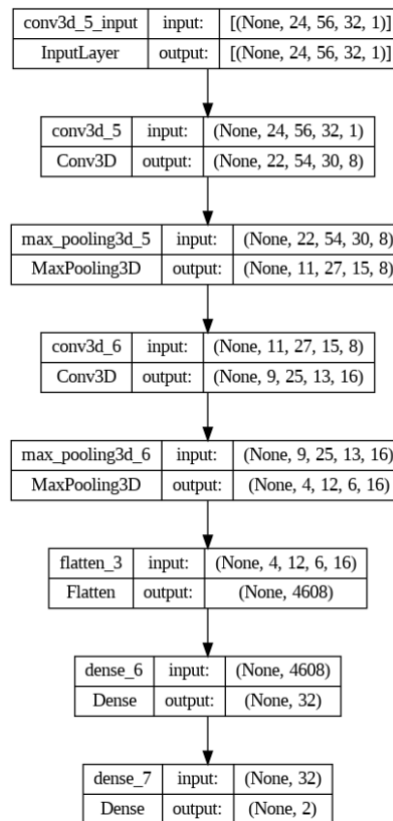 conv3d_5_input input: [(None, 24, 56, 32, 1)]
InputLayer output: [(None, 24, 56, 32, 1)]
conv3d_5 input: (None, 24, 56, 32, 1)
Conv3D output: (None, 22, 54, 30, 8)
max_pooling3d_5 input: (None, 22, 54, 30, 8)
MaxPooling3D output: (None, 11, 27, 15, 8)
conv3d_6 input: (None, 11, 27, 15, 8)
Conv3D output: (None, 9, 25, 13, 16)
max_pooling3d_6 input: (None, 9, 25, 13, 16)
MaxPooling3D output: (None, 4, 12, 6, 16)
flatten_3 input: (None, 4, 12, 6, 16)
Flatten output: (None, 4608)
dense_6 input: (None, 4608)
Dense output: (None, 32)
dense_7 input: (None, 32)
Dense output: (None, 2)